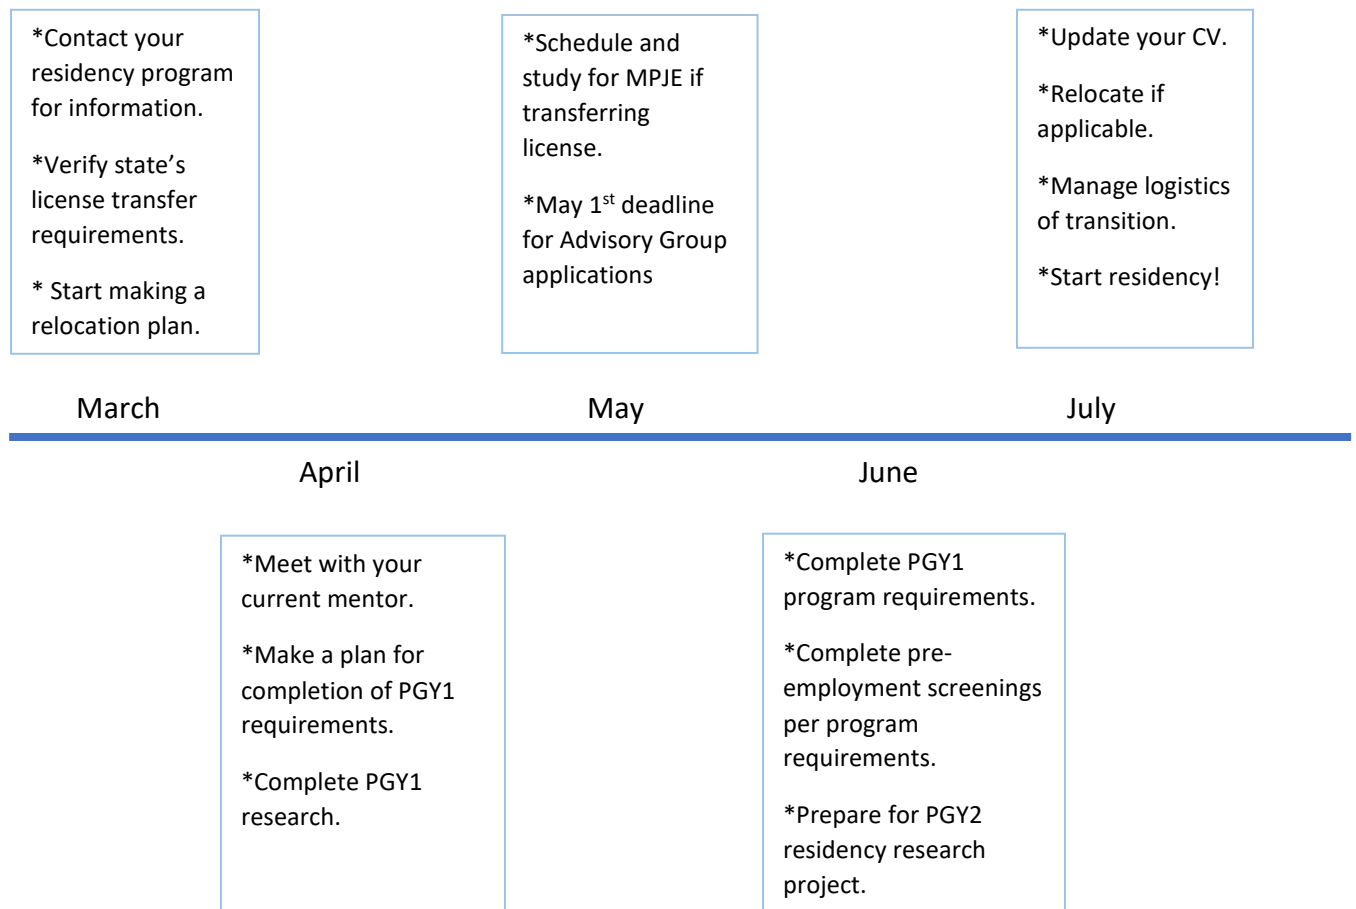 *Contact your
residency program
for information.
*Verify state’s
license transfer
requirements.
* Start making a
relocation plan.
*Schedule and
study for MPJE if
transferring
license.
*May 1st deadline
for Advisory Group
applications
*Update your CV.
*Relocate if
applicable.
*Manage logistics
of transition.
*Start residency!
March
May
July
April
June
*Meet with your
current mentor.
*Make a plan for
completion of PGY1
requirements.
*Complete PGY1
research.
*Complete PGY1
program requirements.
*Complete pre-
employment screenings
per program
requirements.
*Prepare for PGY2
residency research
project.